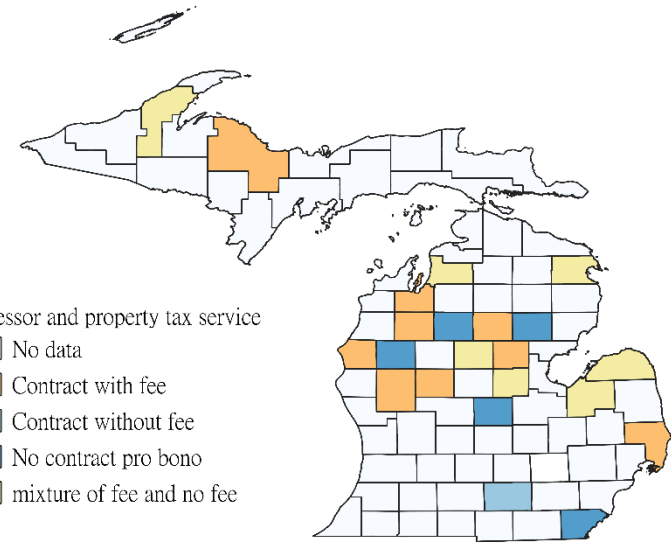 essor and property tax service
No data
Contract with fee
Contract without fee
No contract pro bono
mixture of fee and no fee